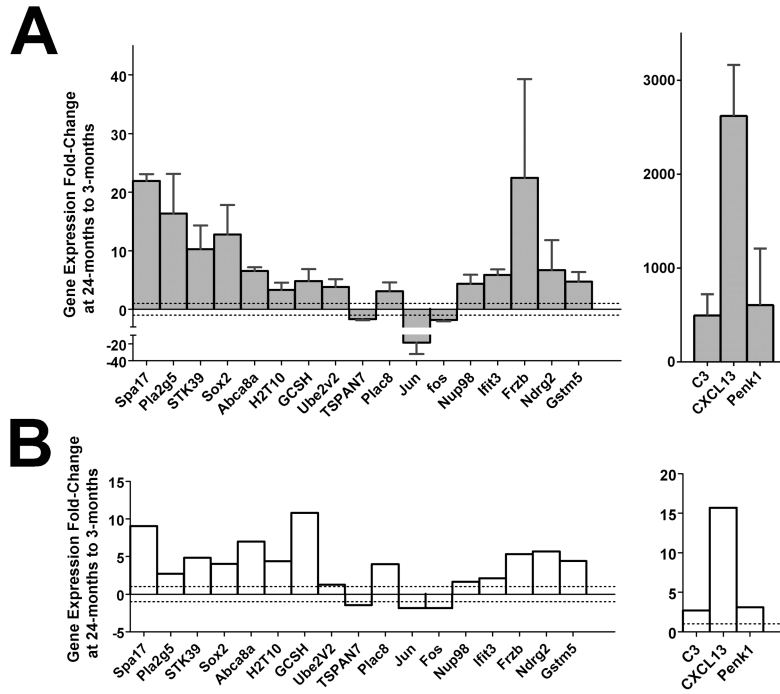 A
Gene Expression Fold-Change
at 24-months to 3-months
40
30
20
10
0
-20
-40
Spa17
Pla2g5
STK39
Sox2
Abca8a
H2T10
GCSH
Ube2v2
TSPAN7
Plac8
Jun
fos
Nup98
Ifit3
Frzb
Ndrg2
Gstm5
3000
2000
1000
0
C3
CXCL13
Penk1
B
Gene Expression Fold-Change
at 24-months to 3-months
15
10
5
0
-5
Spa17
Pla2g5
STK39
Sox2
Abca8a
H2T10
GCSH
Ube2V2
TSPAN7
Plac8
Jun
Fos
Nup98
Ifit3
Frzb
Ndrg2
Gstm5
20
15
10
5
0
C3
CXCL13
Penk1